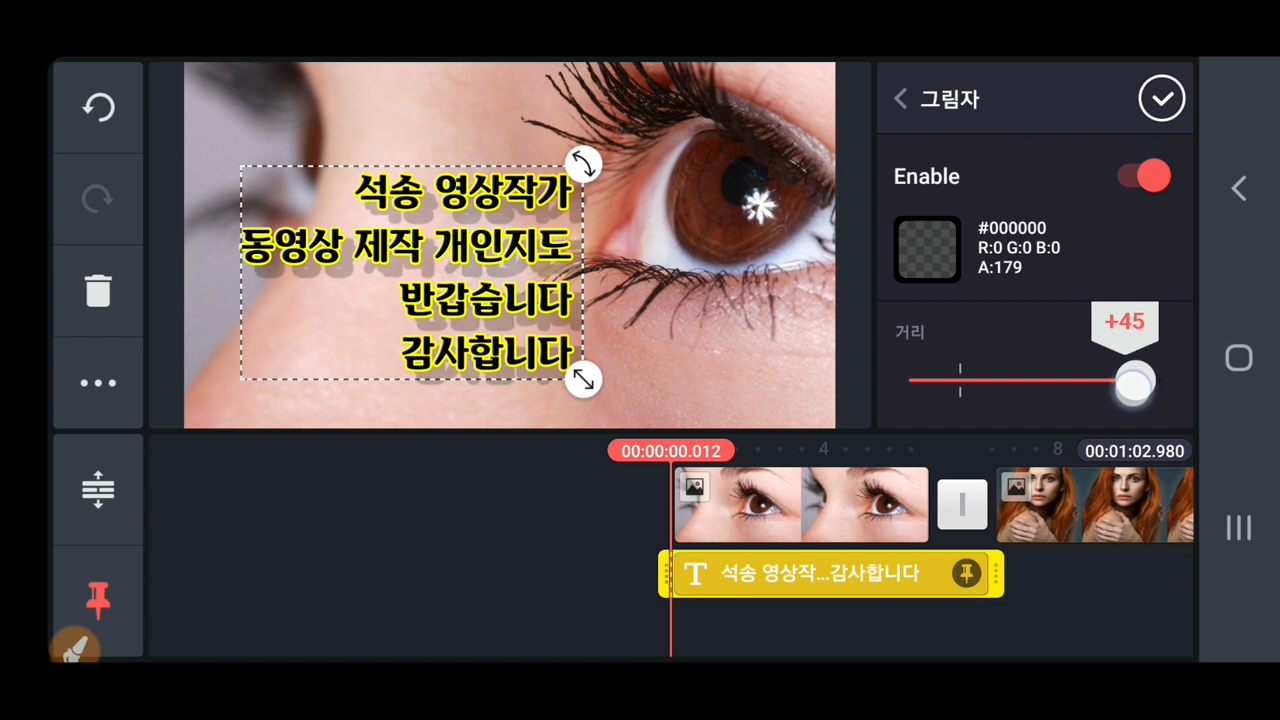 그림자
Enable
#000000
R:0 G:0 B:0
A:179
거리
+45
석송 영상작가
동영상 제작 개인지도
반갑습니다
감사합니다
00:00:00.012
4
8
00:01:02.980
T 석송 영상작...감사합니다